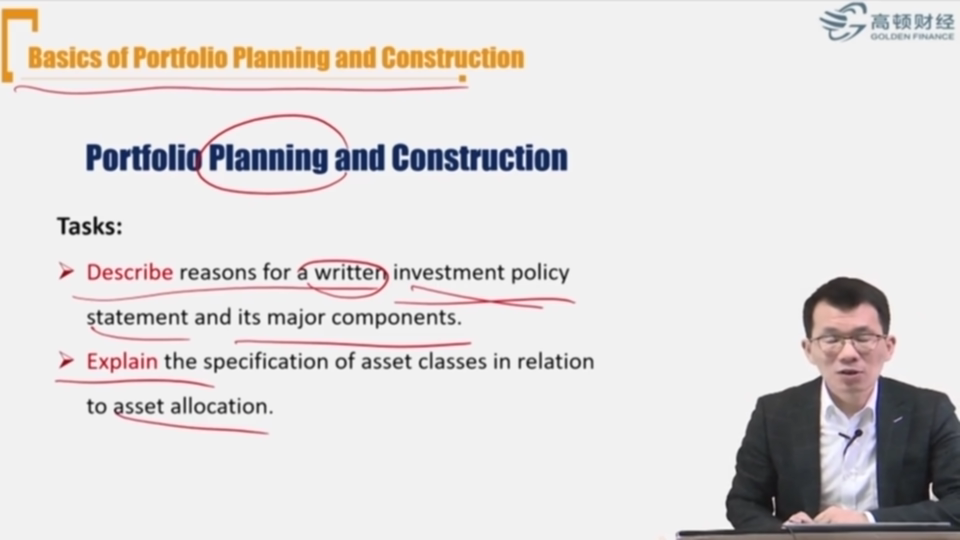 高顿财经
GOLDEN FINANCE
Basics of Portfolio Planning and Construction
Portfolio Planning and Construction
Tasks:
Describe reasons for a written investment policy
statement and its major components.
Explain the specification of asset classes in relation
to asset allocation.